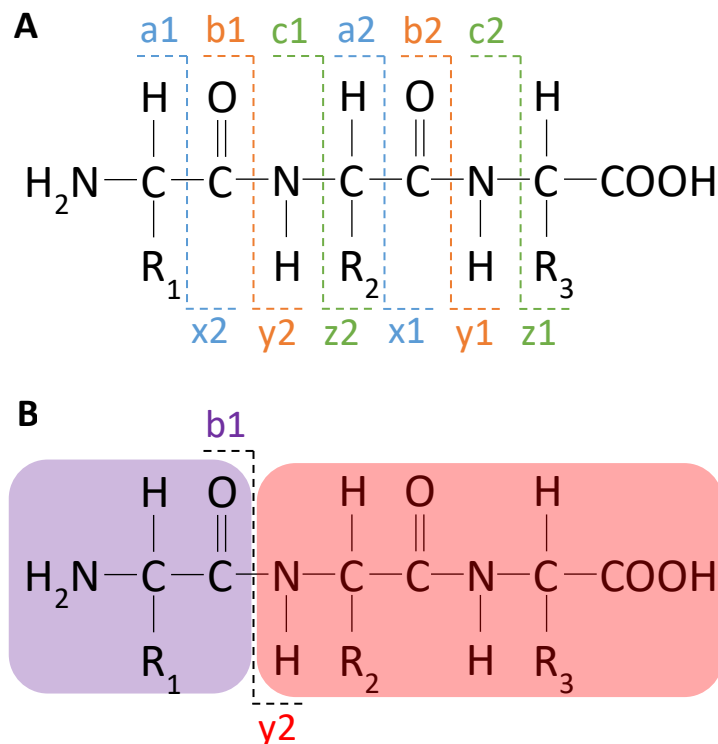 A
a1 b1 c1 a2 b2 c2
H O H O H
H₂N C C N C C N C COOH
R₁ H R₂ H R₃
x2 y2 z2 x1 y1 z1
B
b1
H O H O H
H₂N C C N C C N C COOH
R₁ H R₂ H R₃
y2